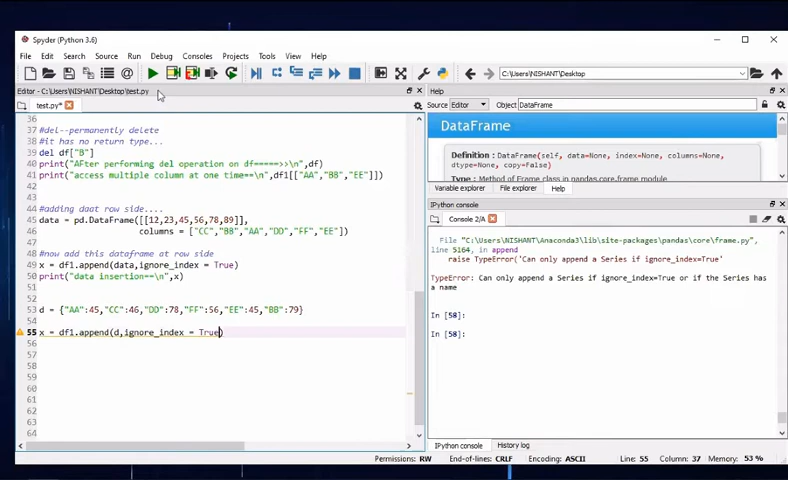 Spyder (Python 3.6)
File Edit Search Source Run Debug Consoles Projects Tools View Help
C:\Users\NISHANT\Desktop
Editor - C:\Users\NISHANT\Desktop\test.py
test.py*
36
37 #del--permanently delete
38 #it has no return type...
39 del df["B"]
40 print("AFter performing del operation on df=====>>\n",df)
41 print("access multiple column at one time==\n",df1[["AA","BB","EE"]])
42
43
44 #adding daat row side....
45 data = pd.DataFrame([[12,23,45,56,78,89]],
46 columns = ["CC","BB","AA","DD","FF","EE"])
47
48 #now add this dataframe at row side
49 x = df1.append(data,ignore_index = True)
50 print("data insertion==\n",x)
51
52
53 d = {"AA":45,"CC":46,"DD":78,"FF":56,"EE":45,"BB":79}
54
55 x = df1.append(d,ignore_index = True)
56
57
58
59
60
61
62
63
64
Help
Source Editor Object DataFrame
DataFrame
Definition : DataFrame(self, data=None, index=None, columns=None,
dtype=None, copy=False)
Type : Method of Frame class in pandas.core.frame module
Variable explorer File explorer Help
IPython console
Console 2/A
File "C:\Users\NISHANT\Anaconda3\lib\site-packages\pandas\core\frame.py",
line 5164, in append
raise TypeError('Can only append a Series if ignore_index=True'
TypeError: Can only append a Series if ignore_index=True or if the Series has
a name
In [58]:
In [58]:
IPython console History log
Permissions: RW End-of-lines: CRLF Encoding: ASCII Line: 55 Column: 37 Memory: 53 %